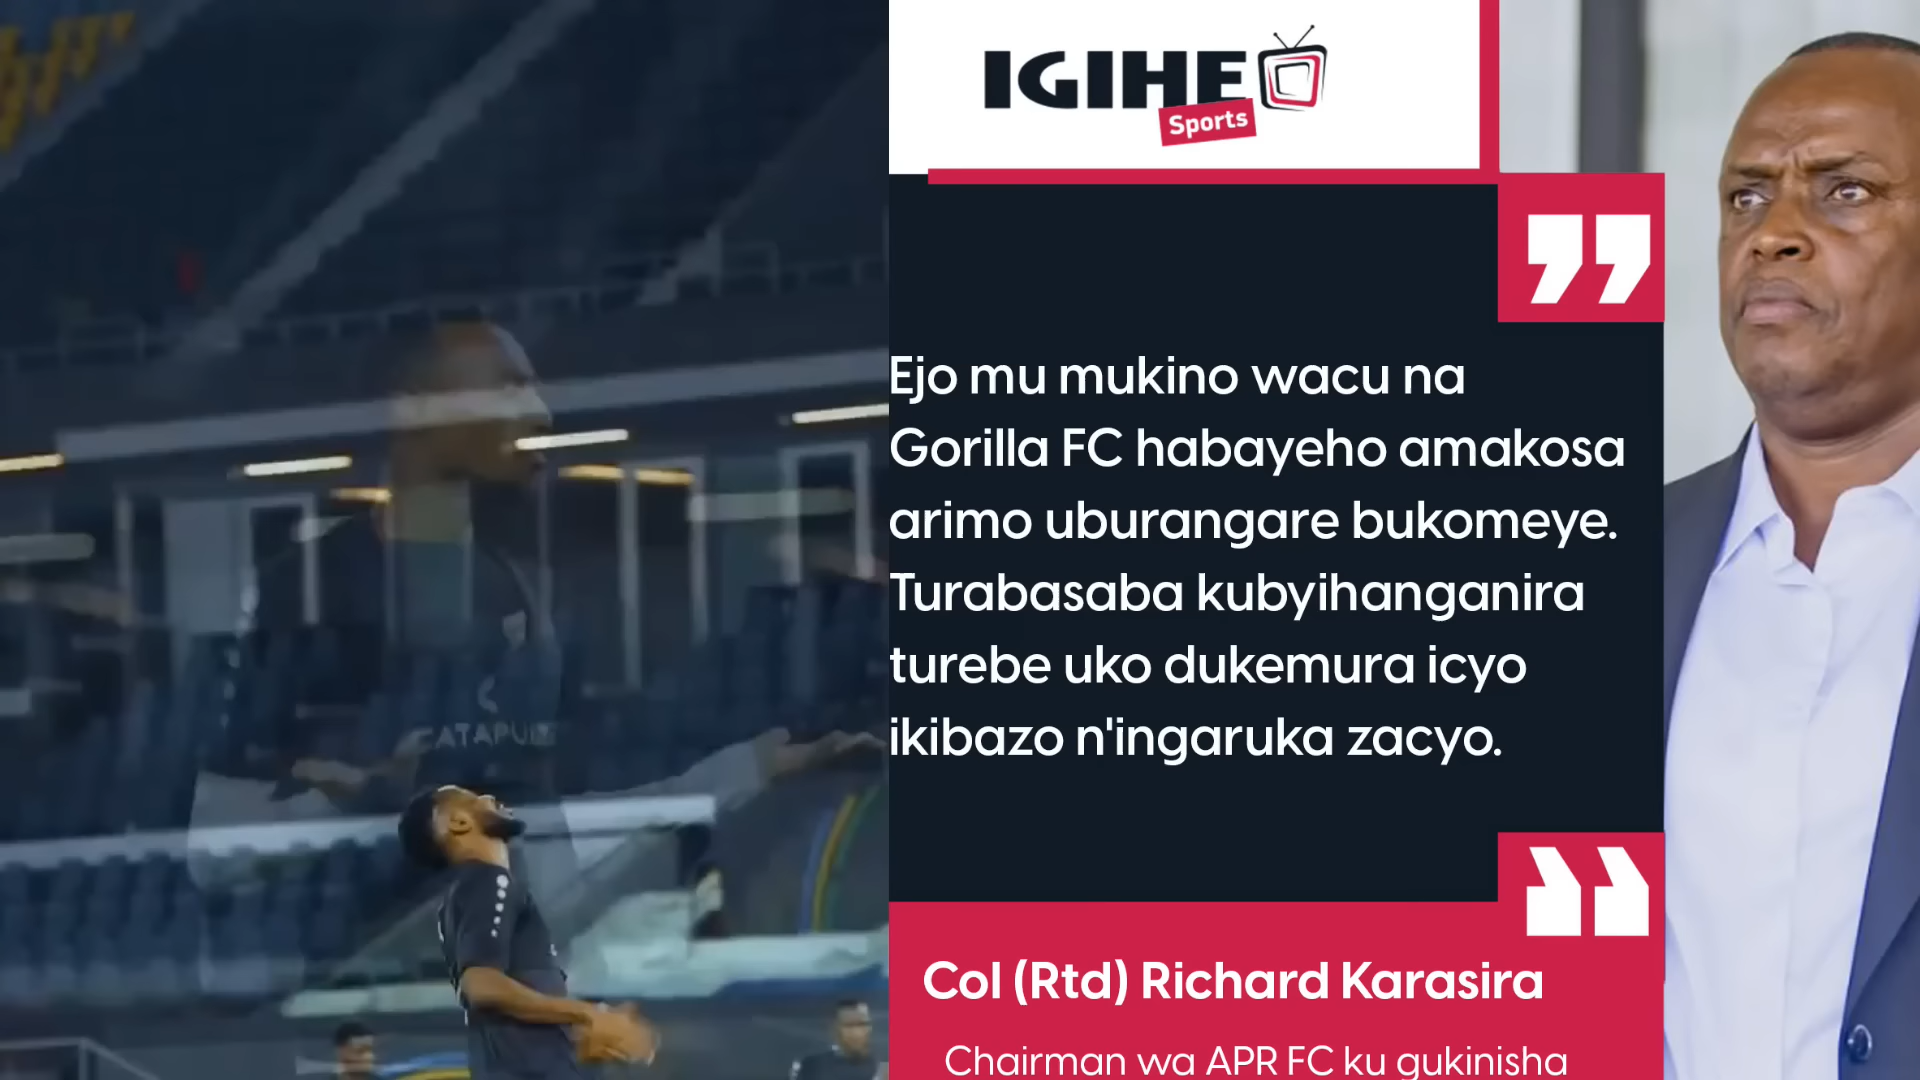 IGIHE
Sports
Ejo mu mukino wacu na
Gorilla FC habayeho amakosa
arimo uburangare bukomeye.
Turabasaba kubyihanganira
turebe uko dukemura icyo
ikibazo n'ingaruka zacyo.
Col (Rtd) Richard Karasira
Chairman wa APR FC ku gukinisha
CATAPULT